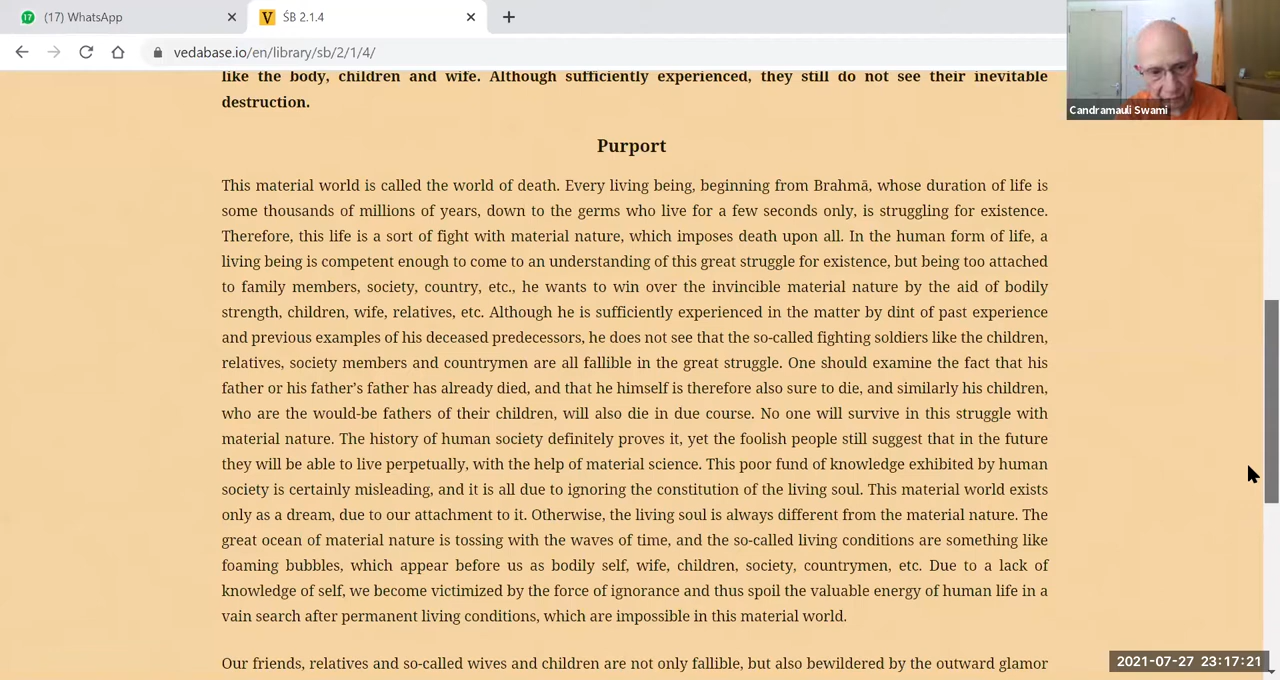 (17) WhatsApp
ŚB 2.1.4
vedabase.io/en/library/sb/2/1/4/
Candramauli Swami
like the body, children and wife. Although sufficiently experienced, they still do not see their inevitable
destruction.
Purport
This material world is called the world of death. Every living being, beginning from Brahmā, whose duration of life is
some thousands of millions of years, down to the germs who live for a few seconds only, is struggling for existence.
Therefore, this life is a sort of fight with material nature, which imposes death upon all. In the human form of life, a
living being is competent enough to come to an understanding of this great struggle for existence, but being too attached
to family members, society, country, etc., he wants to win over the invincible material nature by the aid of bodily
strength, children, wife, relatives, etc. Although he is sufficiently experienced in the matter by dint of past experience
and previous examples of his deceased predecessors, he does not see that the so-called fighting soldiers like the children,
relatives, society members and countrymen are all fallible in the great struggle. One should examine the fact that his
father or his father's father has already died, and that he himself is therefore also sure to die, and similarly his children,
who are the would-be fathers of their children, will also die in due course. No one will survive in this struggle with
material nature. The history of human society definitely proves it, yet the foolish people still suggest that in the future
they will be able to live perpetually, with the help of material science. This poor fund of knowledge exhibited by human
society is certainly misleading, and it is all due to ignoring the constitution of the living soul. This material world exists
only as a dream, due to our attachment to it. Otherwise, the living soul is always different from the material nature. The
great ocean of material nature is tossing with the waves of time, and the so-called living conditions are something like
foaming bubbles, which appear before us as bodily self, wife, children, society, countrymen, etc. Due to a lack of
knowledge of self, we become victimized by the force of ignorance and thus spoil the valuable energy of human life in a
vain search after permanent living conditions, which are impossible in this material world.
Our friends, relatives and so-called wives and children are not only fallible, but also bewildered by the outward glamor
2021-07-27 23:17:21